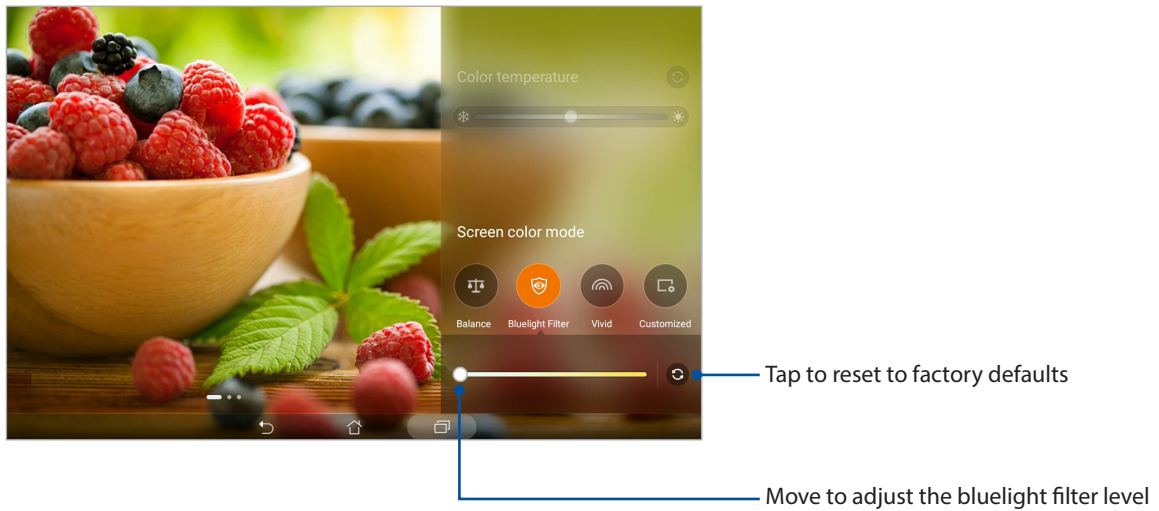 Color temperature
Screen color mode
Balance
Bluelight Filter
Vivid
Customized
Tap to reset to factory defaults
Move to adjust the bluelight filter level